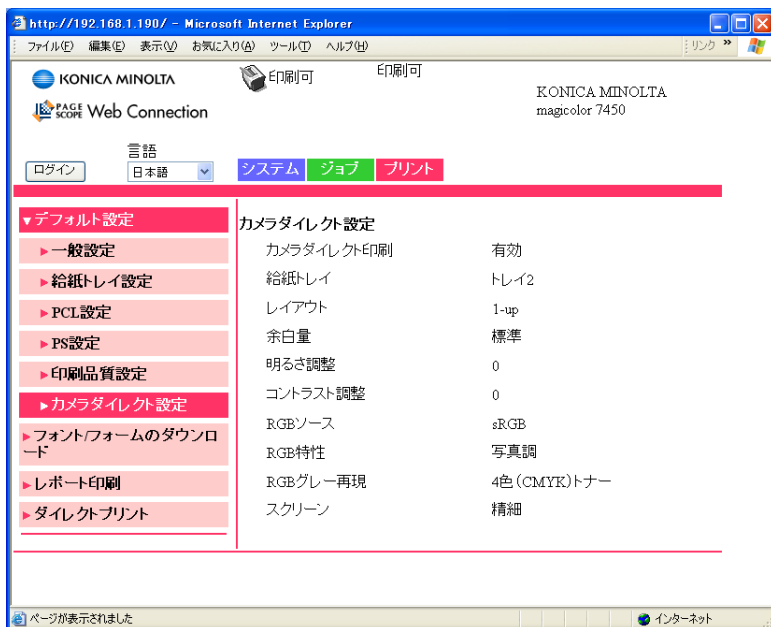 http://192.168.1.190/ - Microsoft Internet Explorer
ファイル(F) 編集(E) 表示(V) お気に入り(A) ツール(T) ヘルプ(H) リンク »
KONICA MINOLTA 印刷可 印刷可
PAGE SCOPE Web Connection
KONICA MINOLTA
magicolor 7450
言語
ログイン 日本語 システム ジョブ プリント
▼デフォルト設定
▶一般設定
▶給紙トレイ設定
▶PCL設定
▶PS設定
▶印刷品質設定
▶カメラダイレクト設定
▶フォント/フォームのダウンロ
ード
▶レポート印刷
▶ダイレクトプリント
カメラダイレクト設定
カメラダイレクト印刷 有効
給紙トレイ トレイ2
レイアウト 1-up
余白量 標準
明るさ調整 0
コントラスト調整 0
RGBソース sRGB
RGB特性 写真調
RGBグレー再現 4色(CMYK)トナー
スクリーン 精細
ページが表示されました インターネット